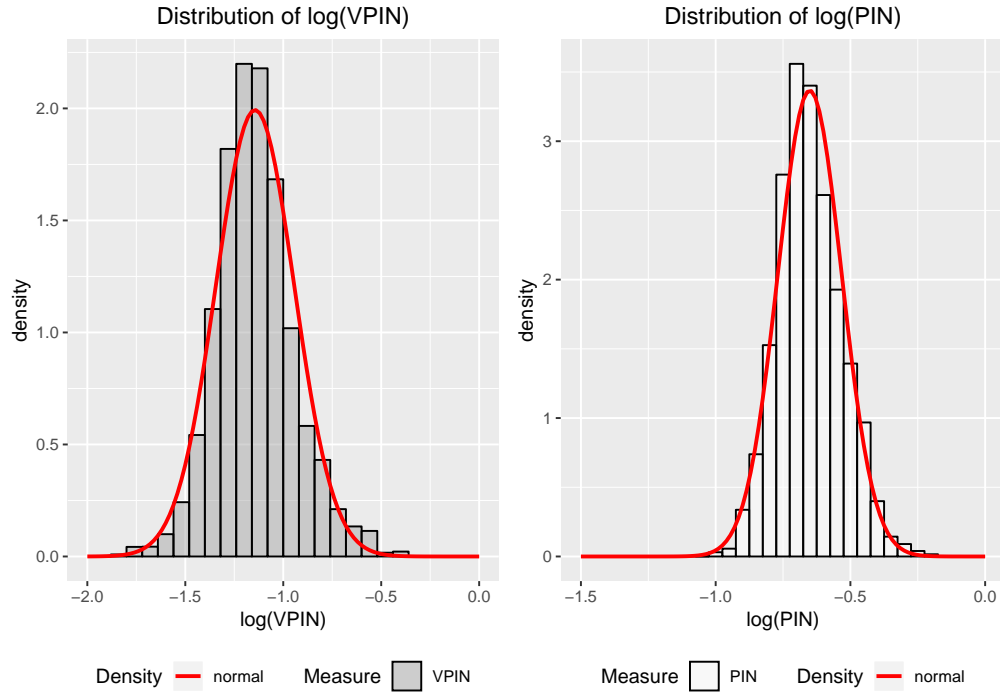 Distribution of log(VPIN)
2.0
1.5
1.0
0.5
0.0
density
−2.0 −1.5 −1.0 −0.5 0.0
log(VPIN)
Density normal Measure VPIN
Distribution of log(PIN)
3
2
1
0
density
−1.5 −1.0 −0.5 0.0
log(PIN)
Measure PIN Density normal